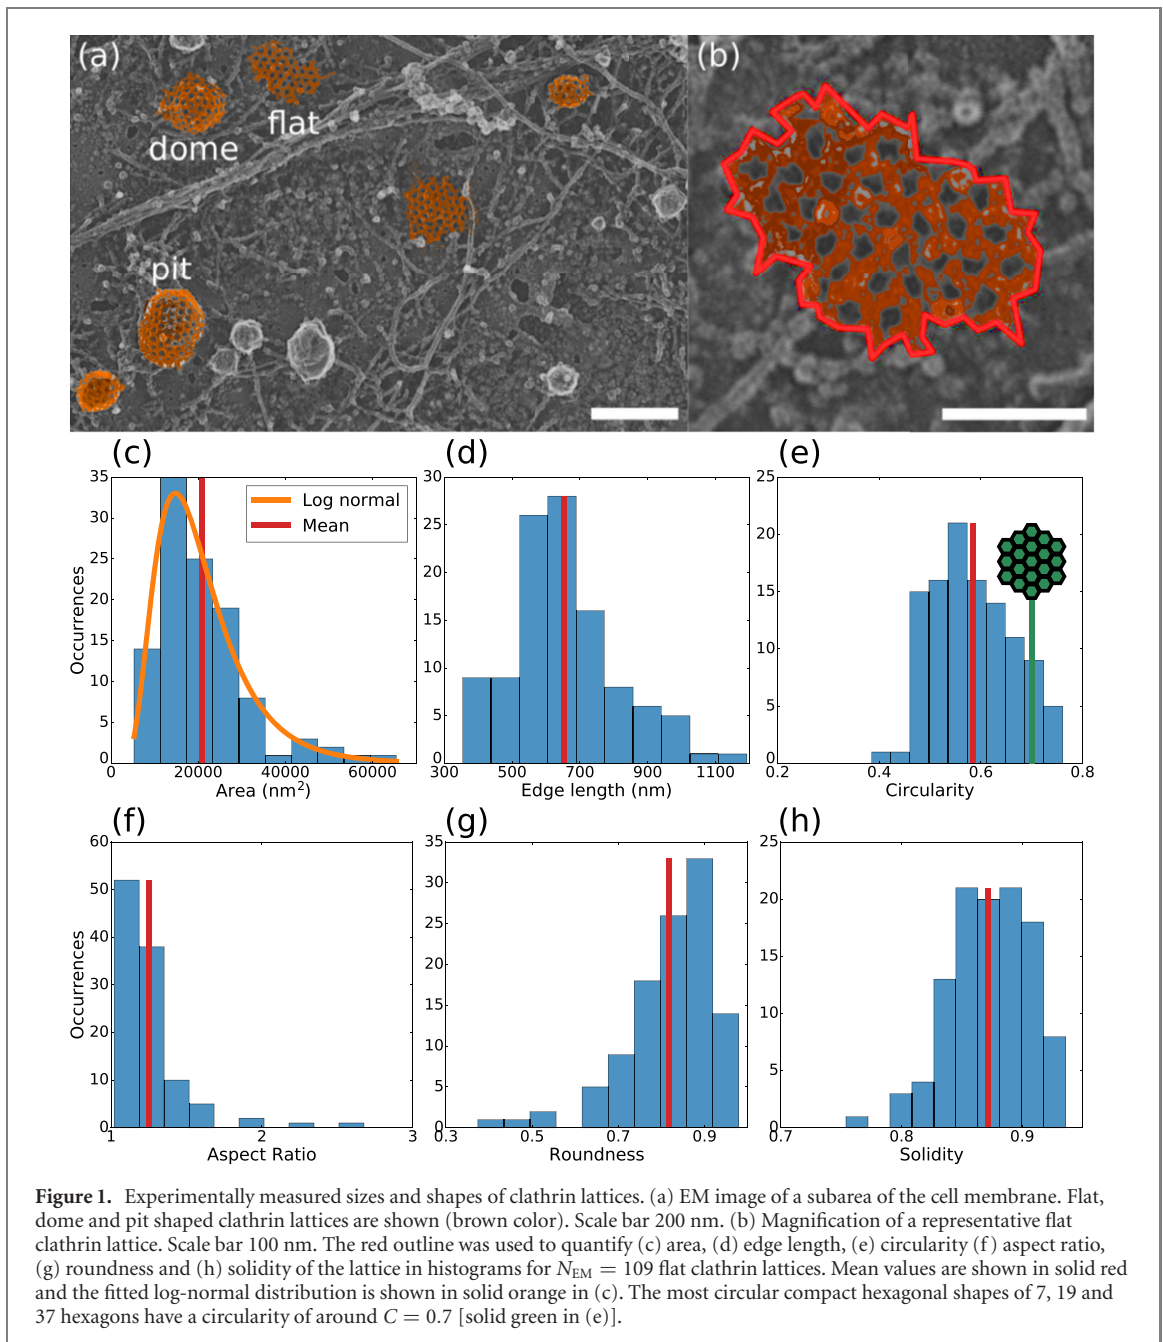 (a)
(b)
flat
dome
pit
(c)
(d)
(e)
35
30
25
20
15
10
5
0
Occurrences
Log normal
Mean
0
20000
40000
60000
Area (nm²)
30
25
20
15
10
5
0
300
500
700
900
1100
Edge length (nm)
25
20
15
10
5
0
0.2
0.4
0.6
0.8
Circularity
(f)
(g)
(h)
60
50
40
30
20
10
0
Occurrences
1
2
3
Aspect Ratio
35
30
25
20
15
10
5
0
0.3
0.5
0.7
0.9
Roundness
25
20
15
10
5
0
0.7
0.8
0.9
Solidity
Figure 1. Experimentally measured sizes and shapes of clathrin lattices. (a) EM image of a subarea of the cell membrane. Flat,
dome and pit shaped clathrin lattices are shown (brown color). Scale bar 200 nm. (b) Magnification of a representative flat
clathrin lattice. Scale bar 100 nm. The red outline was used to quantify (c) area, (d) edge length, (e) circularity (f) aspect ratio,
(g) roundness and (h) solidity of the lattice in histograms for N_EM = 109 flat clathrin lattices. Mean values are shown in solid red
and the fitted log-normal distribution is shown in solid orange in (c). The most circular compact hexagonal shapes of 7, 19 and
37 hexagons have a circularity of around C = 0.7 [solid green in (e)].